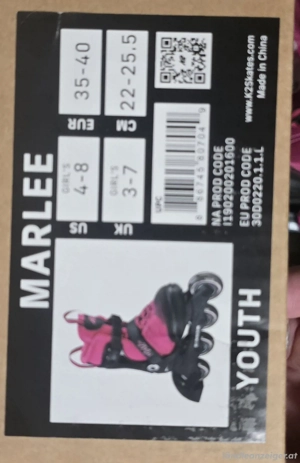 MARLEE
US
GIRL'S
4-8
EUR
35-40
UK
GIRL'S
3-7
CM
22-25.5
UPC
YOUTH
NA PROD CODE
I190200201600
EU PROD CODE
30D0220.1.1.L
www.K2Skates.com
Made in China